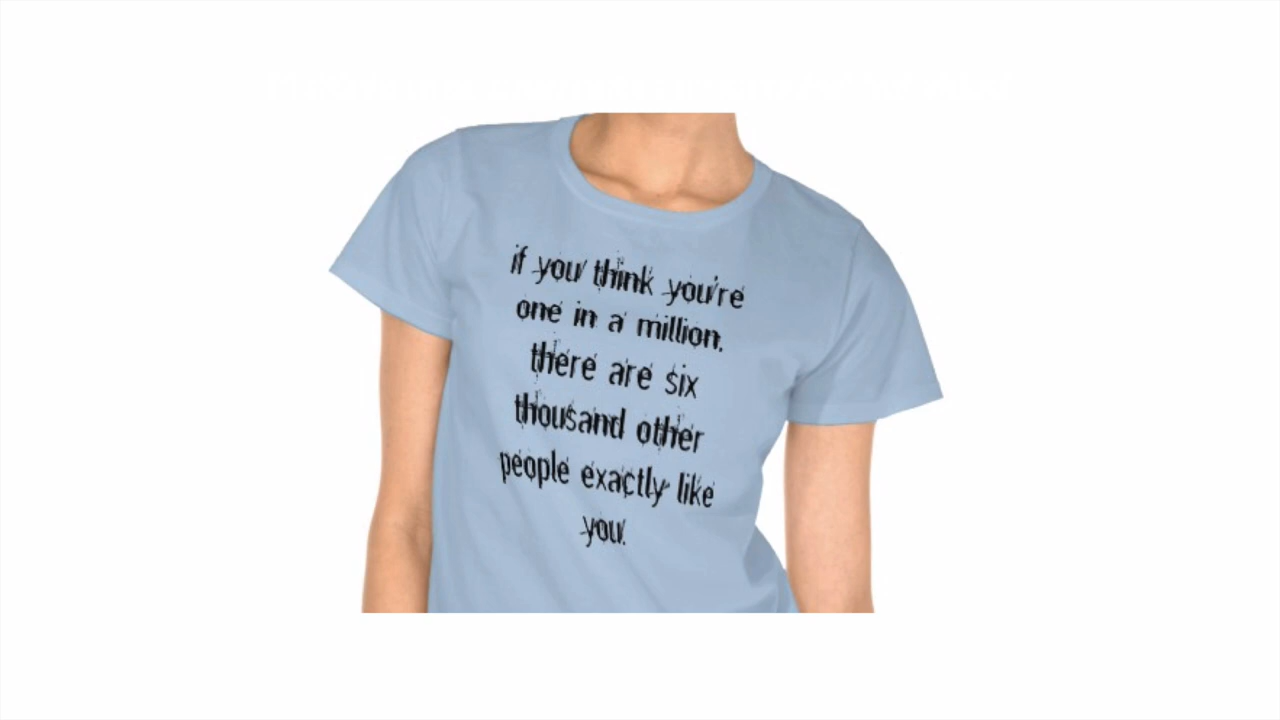 if you think you're
one in a million.
there are six
thousand other
people exactly like
you.